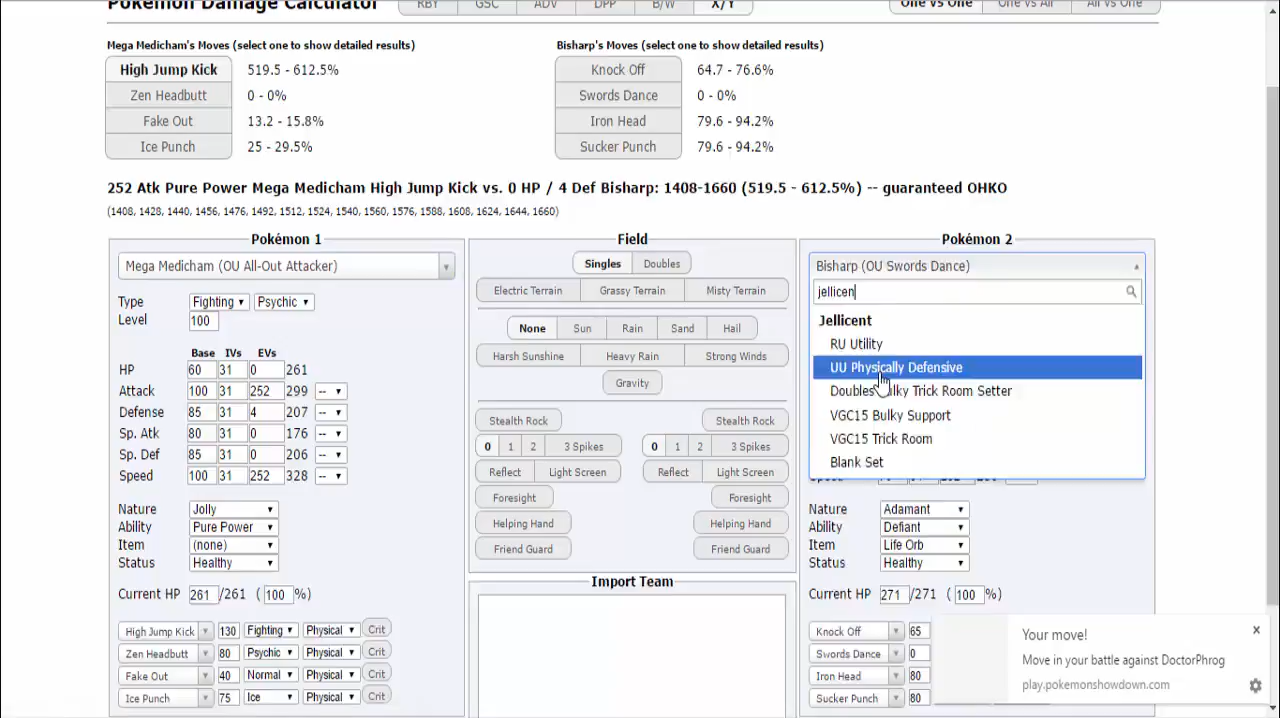 Pokémon Damage Calculator RBY GSC ADV DPP B/W X/Y One vs One One vs All All vs One
Mega Medicham's Moves (select one to show detailed results) Bisharp's Moves (select one to show detailed results)
High Jump Kick 519.5 - 612.5% Knock Off 64.7 - 76.6%
Zen Headbutt 0 - 0% Swords Dance 0 - 0%
Fake Out 13.2 - 15.8% Iron Head 79.6 - 94.2%
Ice Punch 25 - 29.5% Sucker Punch 79.6 - 94.2%
252 Atk Pure Power Mega Medicham High Jump Kick vs. 0 HP / 4 Def Bisharp: 1408-1660 (519.5 - 612.5%) -- guaranteed OHKO
(1408, 1428, 1440, 1456, 1476, 1492, 1512, 1524, 1540, 1560, 1576, 1588, 1608, 1624, 1644, 1660)
Pokémon 1
Mega Medicham (OU All-Out Attacker)
Type Fighting Psychic
Level 100
Base IVs EVs
HP 60 31 0 261
Attack 100 31 252 299 --
Defense 85 31 4 207 --
Sp. Atk 80 31 0 176 --
Sp. Def 85 31 0 206 --
Speed 100 31 252 328 --
Nature Jolly
Ability Pure Power
Item (none)
Status Healthy
Current HP 261 /261 ( 100 %)
High Jump Kick 130 Fighting Physical Crit
Zen Headbutt 80 Psychic Physical Crit
Fake Out 40 Normal Physical Crit
Ice Punch 75 Ice Physical Crit
Field
Singles Doubles
Electric Terrain Grassy Terrain Misty Terrain
None Sun Rain Sand Hail
Harsh Sunshine Heavy Rain Strong Winds
Gravity
Stealth Rock Stealth Rock
0 1 2 3 Spikes 0 1 2 3 Spikes
Reflect Light Screen Reflect Light Screen
Foresight Foresight
Helping Hand Helping Hand
Friend Guard Friend Guard
Import Team
Pokémon 2
Bisharp (OU Swords Dance)
jellicen
Jellicent
RU Utility
UU Physically Defensive
Doubles Bulky Trick Room Setter
VGC15 Bulky Support
VGC15 Trick Room
Blank Set
Nature Adamant
Ability Defiant
Item Life Orb
Status Healthy
Current HP 271 /271 ( 100 %)
Knock Off 65
Swords Dance 0
Iron Head 80
Sucker Punch 80
Your move!
Move in your battle against DoctorPhrog
play.pokemonshowdown.com